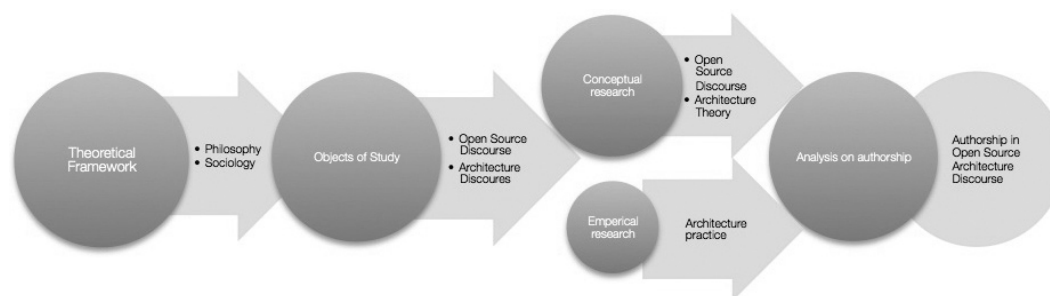 Theoretical
Framework
• Philosophy
• Sociology
Objects of Study
• Open Source
Discourse
• Architecture
Discoures
Conceptual
research
• Open
Source
Discourse
• Architecture
Theory
Emperical
research
Architecture
practice
Analysis on authorship
Authorship in
Open Source
Architecture
Discourse